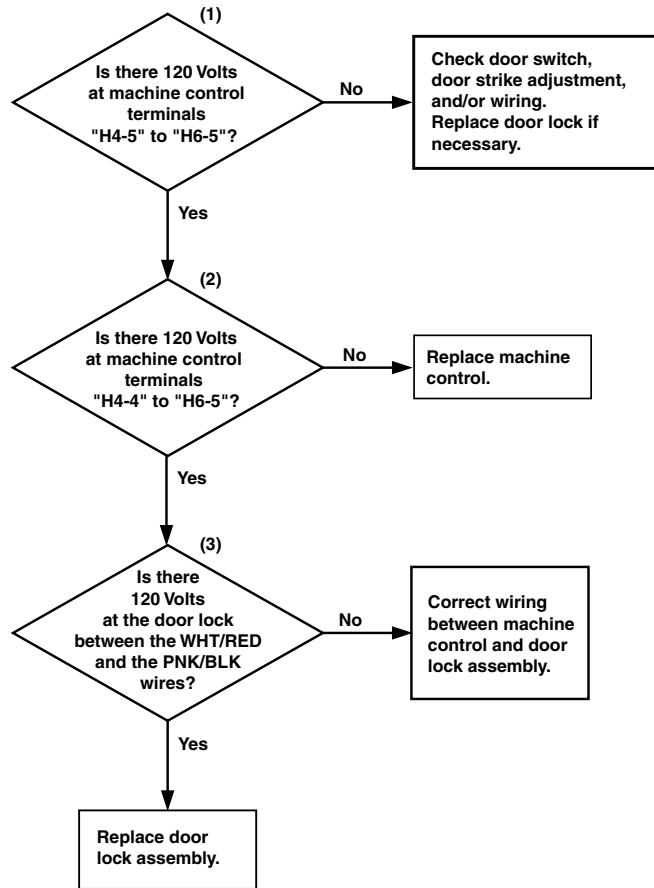 (1)
Is there 120 Volts
at machine control
terminals
"H4-5" to "H6-5"?
No
Check door switch,
door strike adjustment,
and/or wiring.
Replace door lock if
necessary.
Yes
(2)
Is there 120 Volts
at machine control
terminals
"H4-4" to "H6-5"?
No
Replace machine
control.
Yes
(3)
Is there
120 Volts
at the door lock
between the WHT/RED
and the PNK/BLK
wires?
No
Correct wiring
between machine
control and door
lock assembly.
Yes
Replace door
lock assembly.